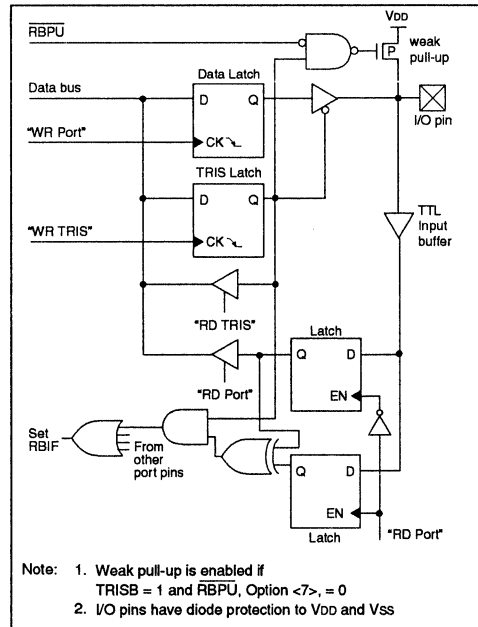 VDD
RBPU
P
weak
pull-up
Data bus
Data Latch
D Q
I/O pin
"WR Port"
CK
TRIS Latch
D Q
TTL
Input
buffer
"WR TRIS"
CK
"RD TRIS"
Latch
Q D
"RD Port"
EN
Set
RBIF
From
other
port pins
Q D
EN
"RD Port"
Latch
Note: 1. Weak pull-up is enabled if
TRISB = 1 and RBPU, Option <7>, = 0
2. I/O pins have diode protection to VDD and VSS